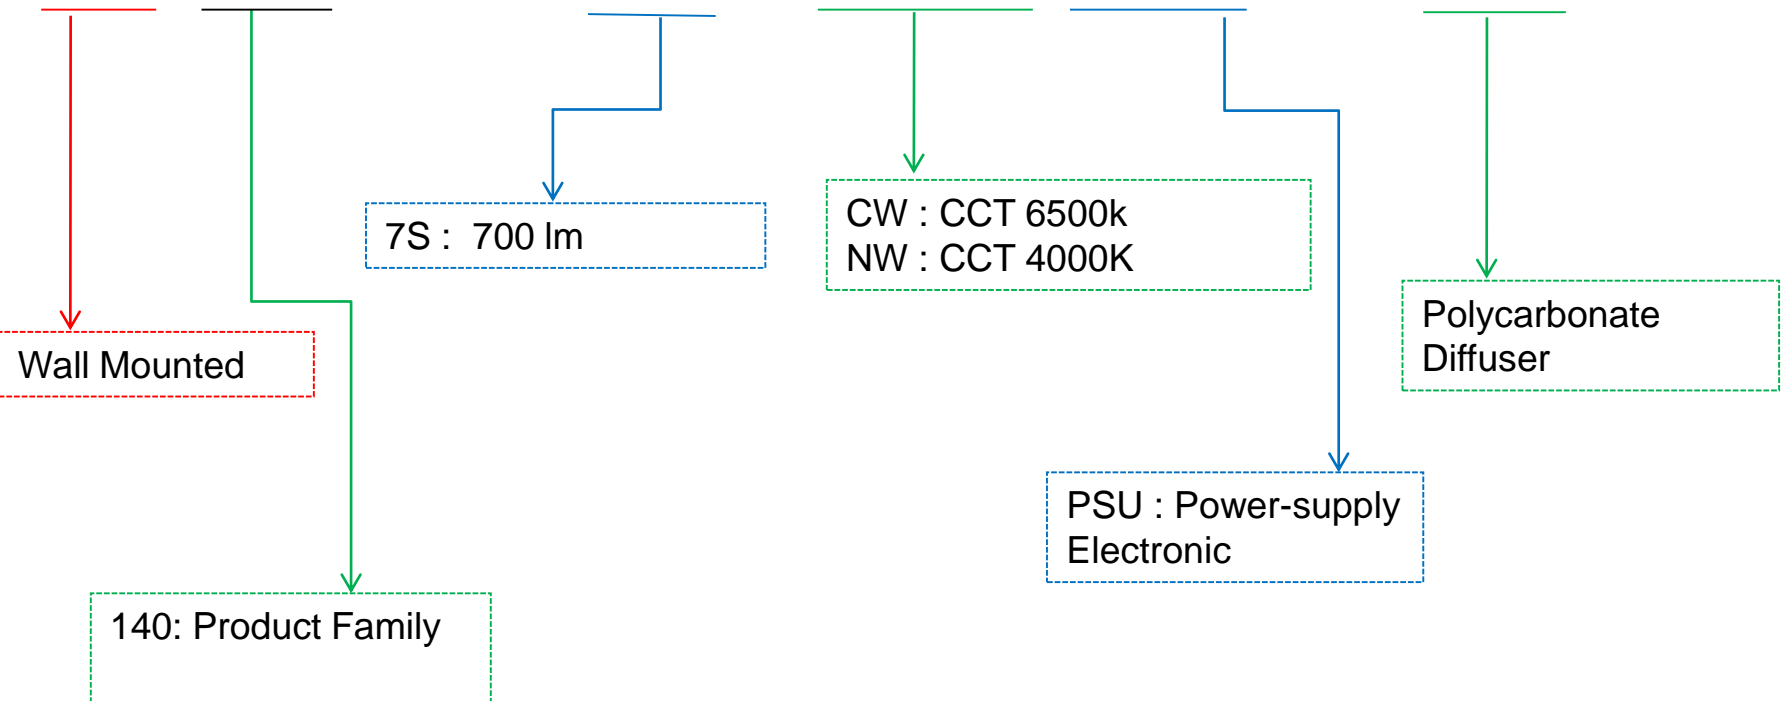 7S :  700 lm
CW : CCT 6500k
NW : CCT 4000K
Polycarbonate
Diffuser
Wall Mounted
PSU : Power-supply
Electronic
140: Product Family